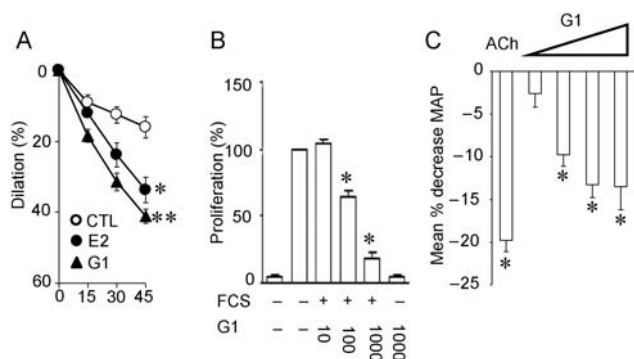 A
Dilation (%)
0
20
40
60
0 15 30 45
CTL
E2
G1
*
**
B
Proliferation (%)
150
100
50
0
* *
FCS – – + + + –
G1 – – 10 100 1000 1000
C
G1
ACh
Mean % decrease MAP
0
−5
−10
−15
−20
−25
* * * *